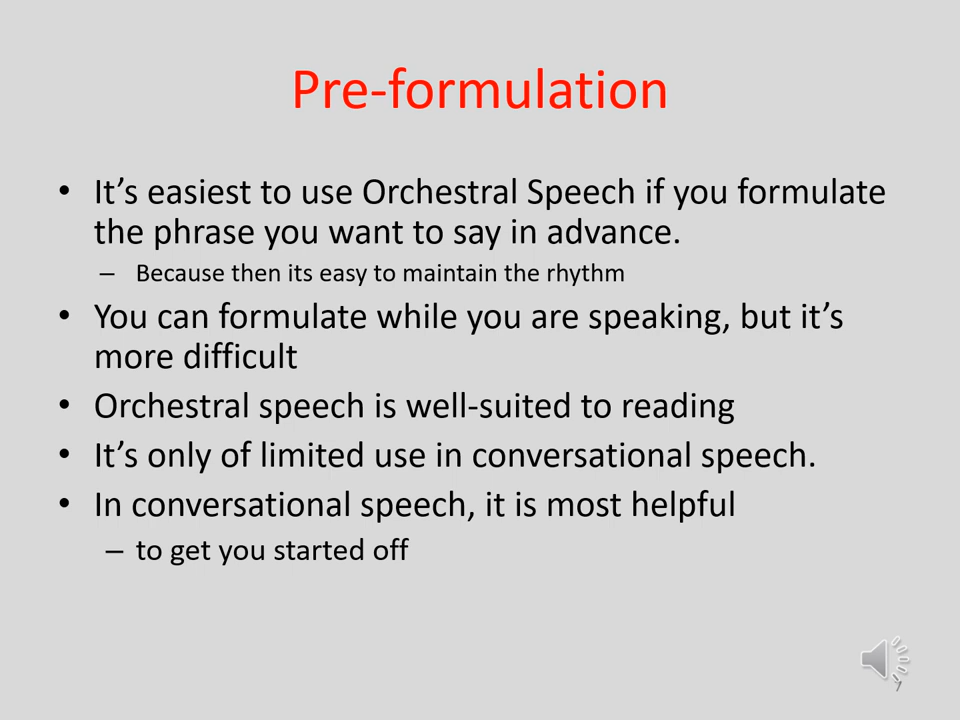 Pre-formulation
• It’s easiest to use Orchestral Speech if you formulate
the phrase you want to say in advance.
– Because then its easy to maintain the rhythm
• You can formulate while you are speaking, but it’s
more difficult
• Orchestral speech is well-suited to reading
• It’s only of limited use in conversational speech.
• In conversational speech, it is most helpful
– to get you started off
7